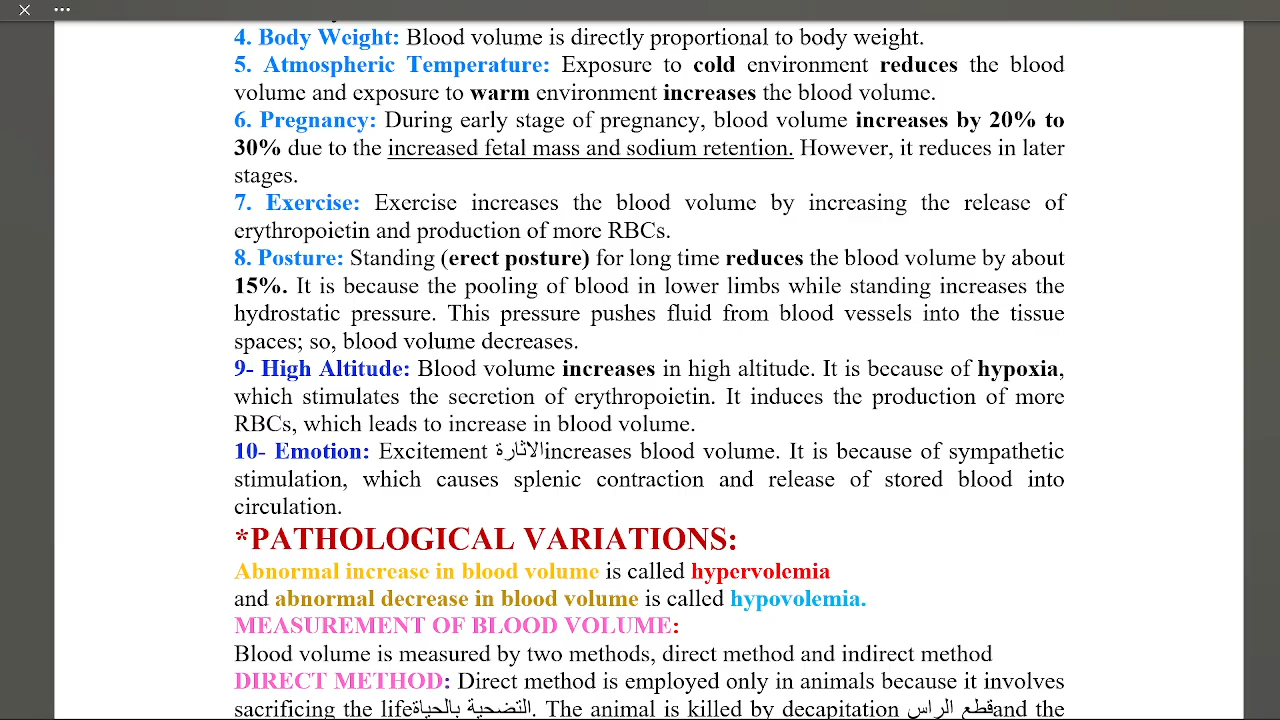 4. Body Weight: Blood volume is directly proportional to body weight.
5. Atmospheric Temperature: Exposure to cold environment reduces the blood
volume and exposure to warm environment increases the blood volume.
6. Pregnancy: During early stage of pregnancy, blood volume increases by 20% to
30% due to the increased fetal mass and sodium retention. However, it reduces in later
stages.
7. Exercise: Exercise increases the blood volume by increasing the release of
erythropoietin and production of more RBCs.
8. Posture: Standing (erect posture) for long time reduces the blood volume by about
15%. It is because the pooling of blood in lower limbs while standing increases the
hydrostatic pressure. This pressure pushes fluid from blood vessels into the tissue
spaces; so, blood volume decreases.
9- High Altitude: Blood volume increases in high altitude. It is because of hypoxia,
which stimulates the secretion of erythropoietin. It induces the production of more
RBCs, which leads to increase in blood volume.
10- Emotion: Excitement الاثارةincreases blood volume. It is because of sympathetic
stimulation, which causes splenic contraction and release of stored blood into
circulation.
*PATHOLOGICAL VARIATIONS:
Abnormal increase in blood volume is called hypervolemia
and abnormal decrease in blood volume is called hypovolemia.
MEASUREMENT OF BLOOD VOLUME:
Blood volume is measured by two methods, direct method and indirect method
DIRECT METHOD: Direct method is employed only in animals because it involves
sacrificing the lifeالتضحية بالحياة. The animal is killed by decapitation قطع الراسand the